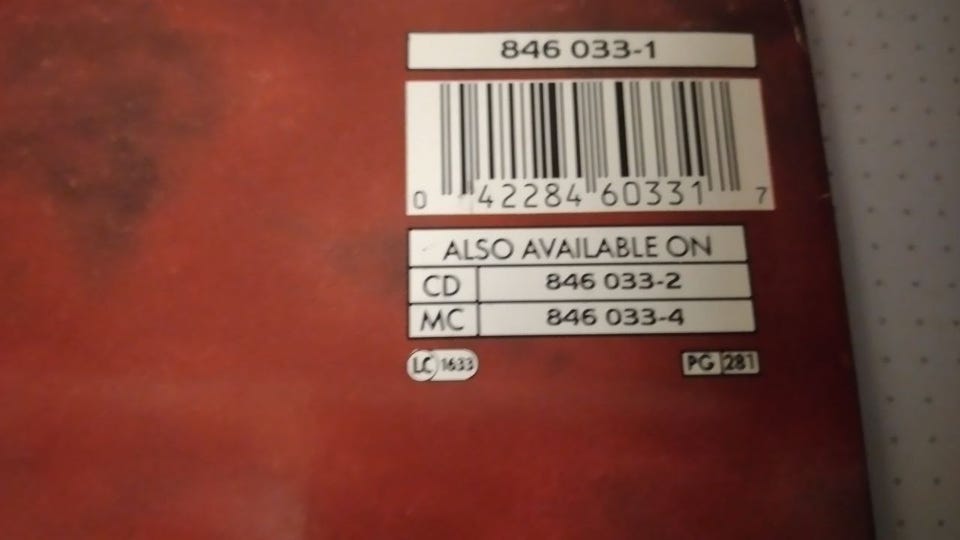 846 033-1
0 42284 60331 7
ALSO AVAILABLE ON
CD 846 033-2
MC 846 033-4
LC 1633 PG 281